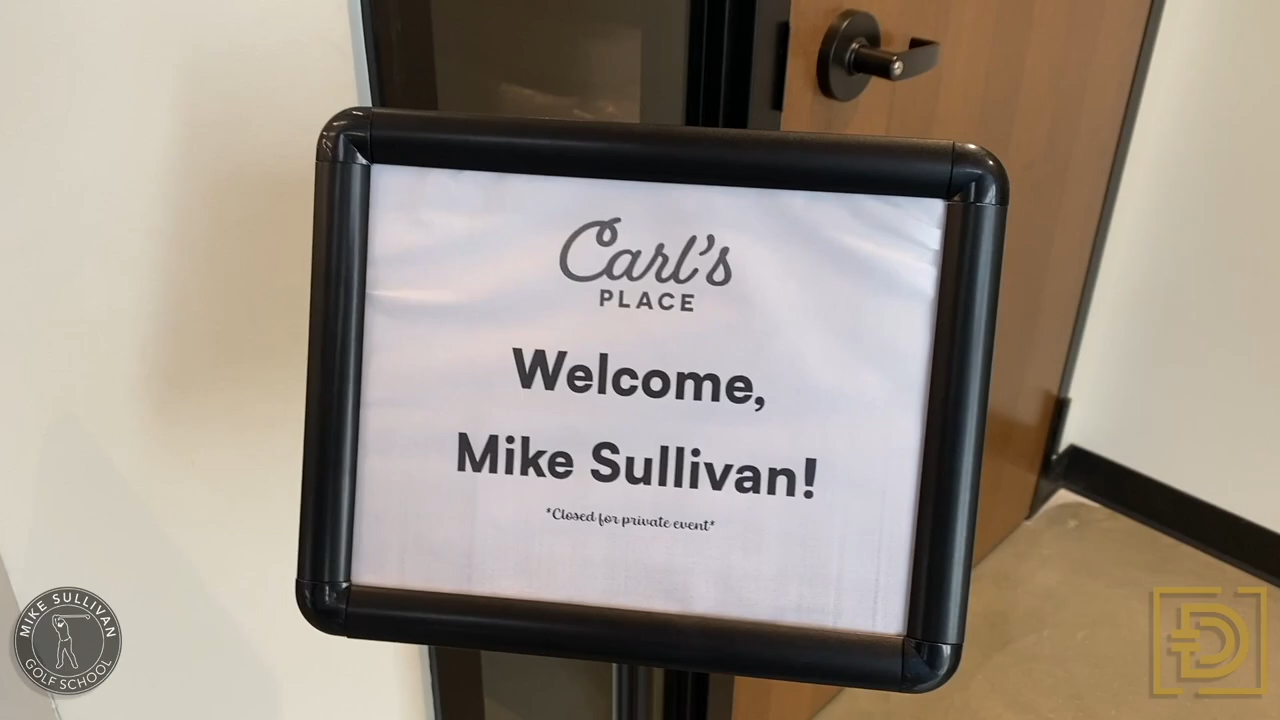 Carl's
PLACE
Welcome,
Mike Sullivan!
*Closed for private event*
MIKE SULLIVAN
GOLF SCHOOL